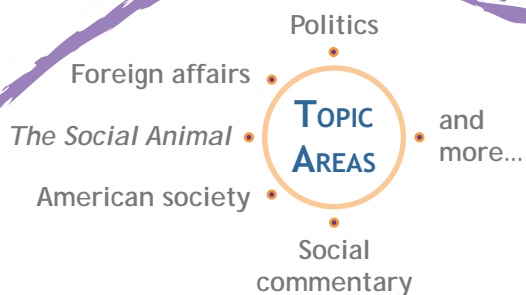 Politics
Foreign affairs
The Social Animal
American society
Social
commentary
and
more...
TOPIC
AREAS